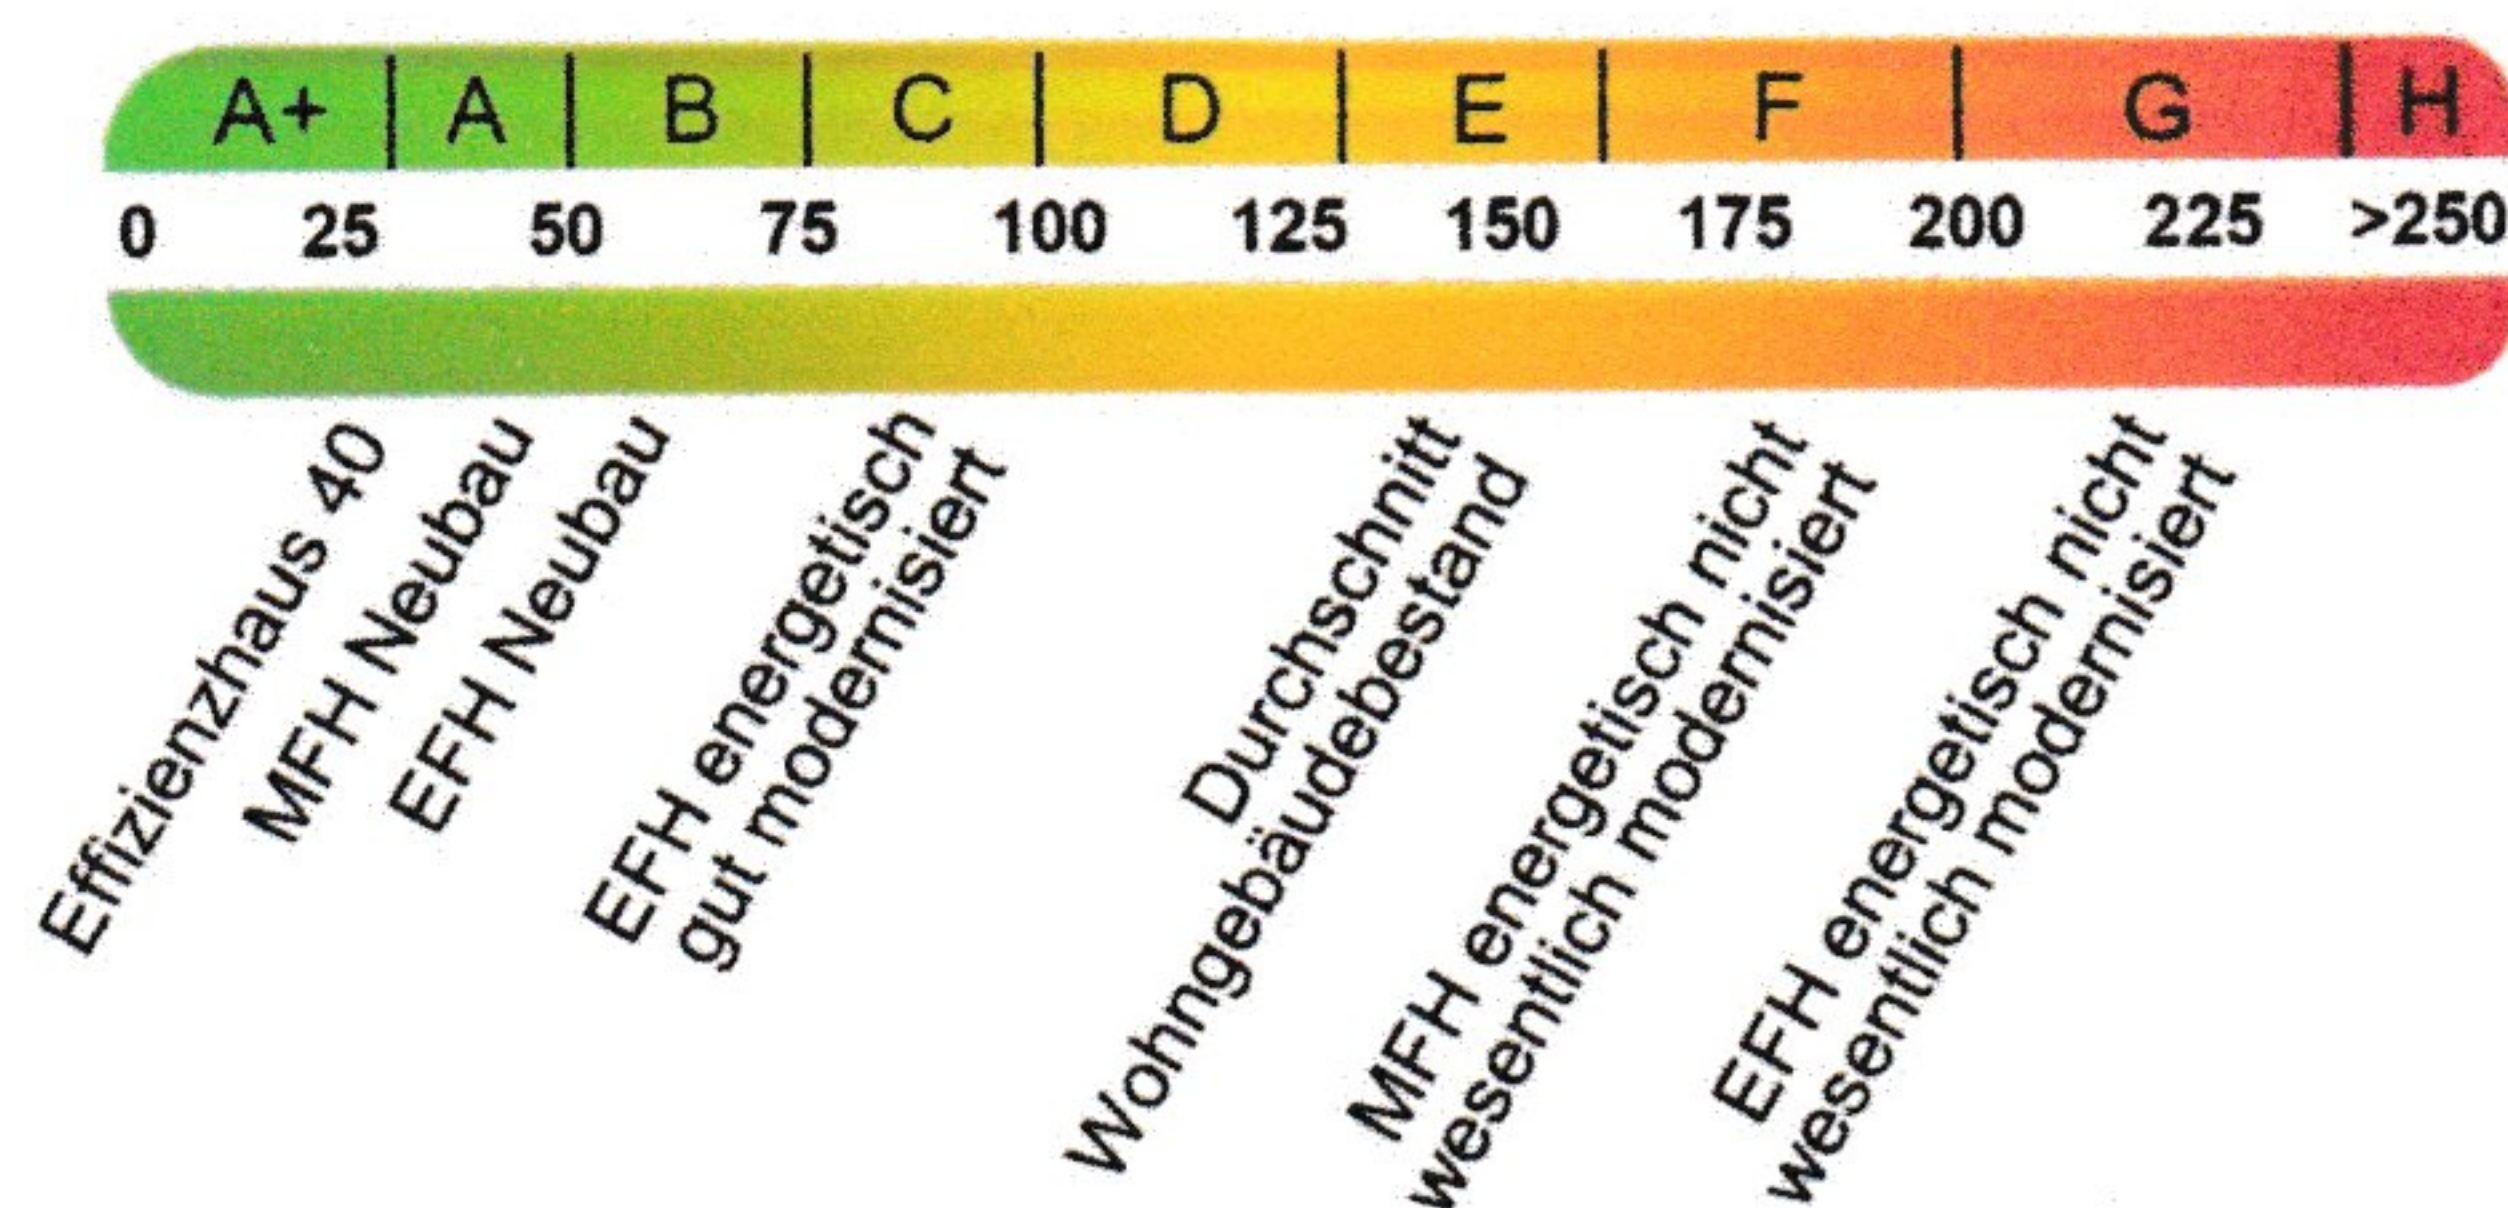 A+ A B C D E F G H
0 25 50 75 100 125 150 175 200 225 >250
Effizienzhaus 40
MFH Neubau
EFH Neubau
EFH energetisch
gut modernisiert
Durchschnitt
Wohngebäudebestand
MFH energetisch nicht
wesentlich modernisiert
EFH energetisch nicht
wesentlich modernisiert